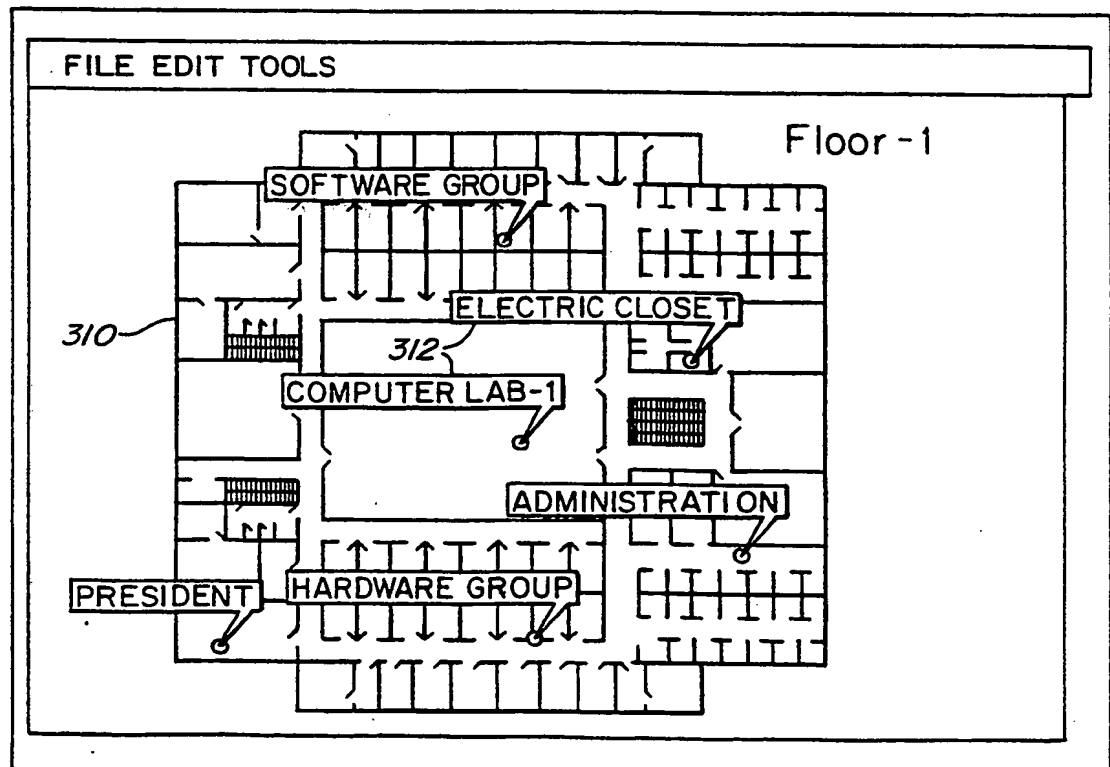 FILE EDIT TOOLS
Floor-1
SOFTWARE GROUP
ELECTRIC CLOSET
310
312
COMPUTER LAB-1
ADMINISTRATION
HARDWARE GROUP
PRESIDENT